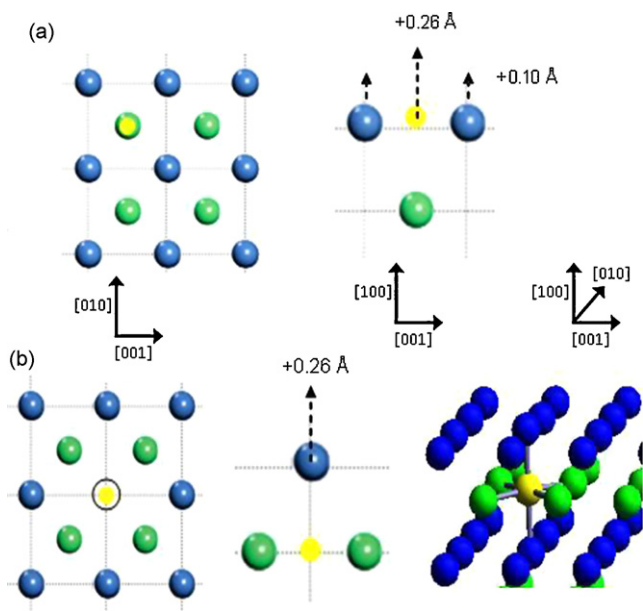 (a)
+0.26 Å
+0.10 Å
[010]
[001]
[100]
[001]
[100]
[010]
[001]
(b)
+0.26 Å